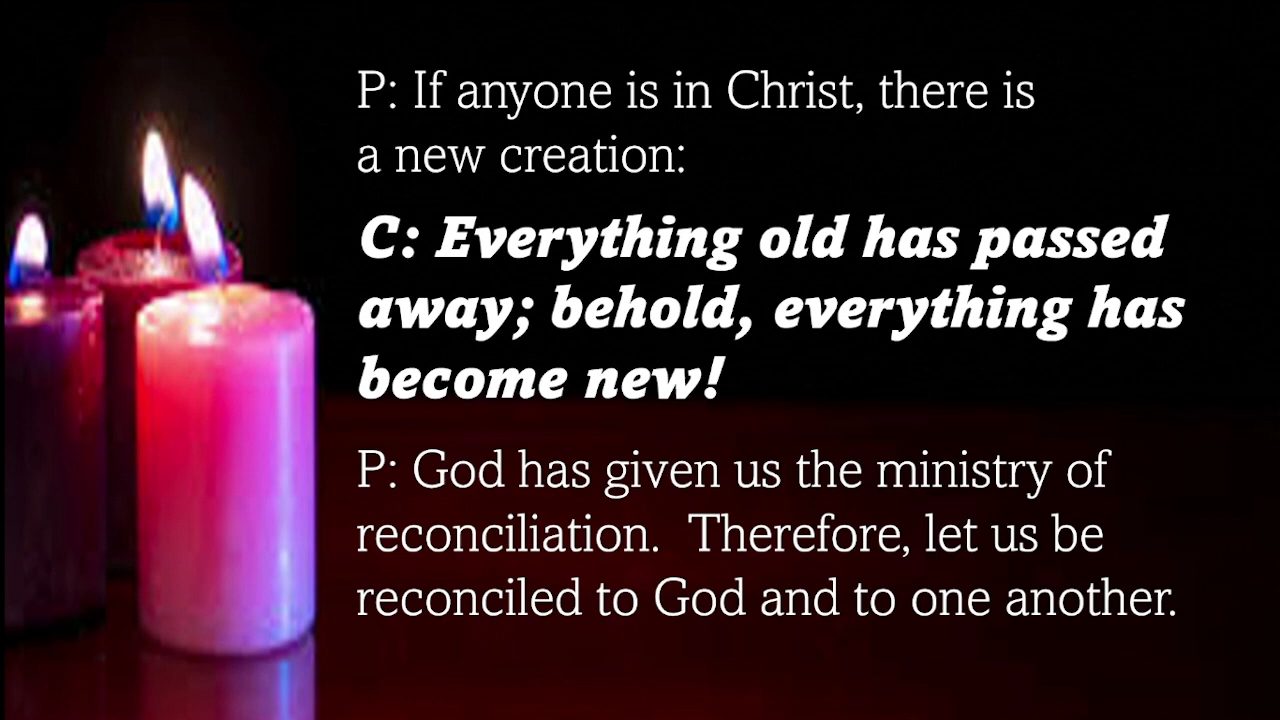 P: If anyone is in Christ, there is
a new creation:
C: Everything old has passed
away; behold, everything has
become new!
P: God has given us the ministry of
reconciliation.  Therefore, let us be
reconciled to God and to one another.